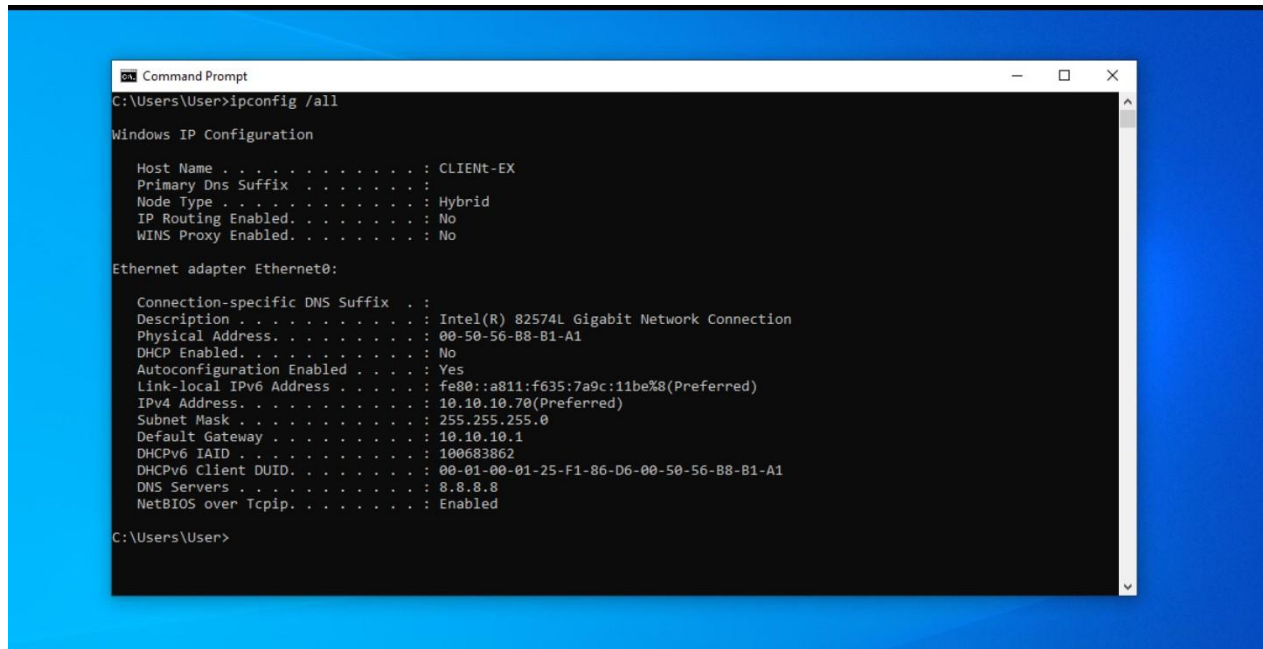 Command Prompt
C:\Users\User>ipconfig /all
Windows IP Configuration
Host Name . . . . . . . . . . . . : CLIENt-EX
Primary Dns Suffix  . . . . . . . :
Node Type . . . . . . . . . . . . : Hybrid
IP Routing Enabled. . . . . . . . : No
WINS Proxy Enabled. . . . . . . . : No
Ethernet adapter Ethernet0:
Connection-specific DNS Suffix  . :
Description . . . . . . . . . . . : Intel(R) 82574L Gigabit Network Connection
Physical Address. . . . . . . . . : 00-50-56-B8-B1-A1
DHCP Enabled. . . . . . . . . . . : No
Autoconfiguration Enabled . . . . : Yes
Link-local IPv6 Address . . . . . : fe80::a811:f635:7a9c:11be%8(Preferred)
IPv4 Address. . . . . . . . . . . : 10.10.10.70(Preferred)
Subnet Mask . . . . . . . . . . . : 255.255.255.0
Default Gateway . . . . . . . . . : 10.10.10.1
DHCPv6 IAID . . . . . . . . . . . : 100683862
DHCPv6 Client DUID. . . . . . . . : 00-01-00-01-25-F1-86-D6-00-50-56-B8-B1-A1
DNS Servers . . . . . . . . . . . : 8.8.8.8
NetBIOS over Tcpip. . . . . . . . : Enabled
C:\Users\User>